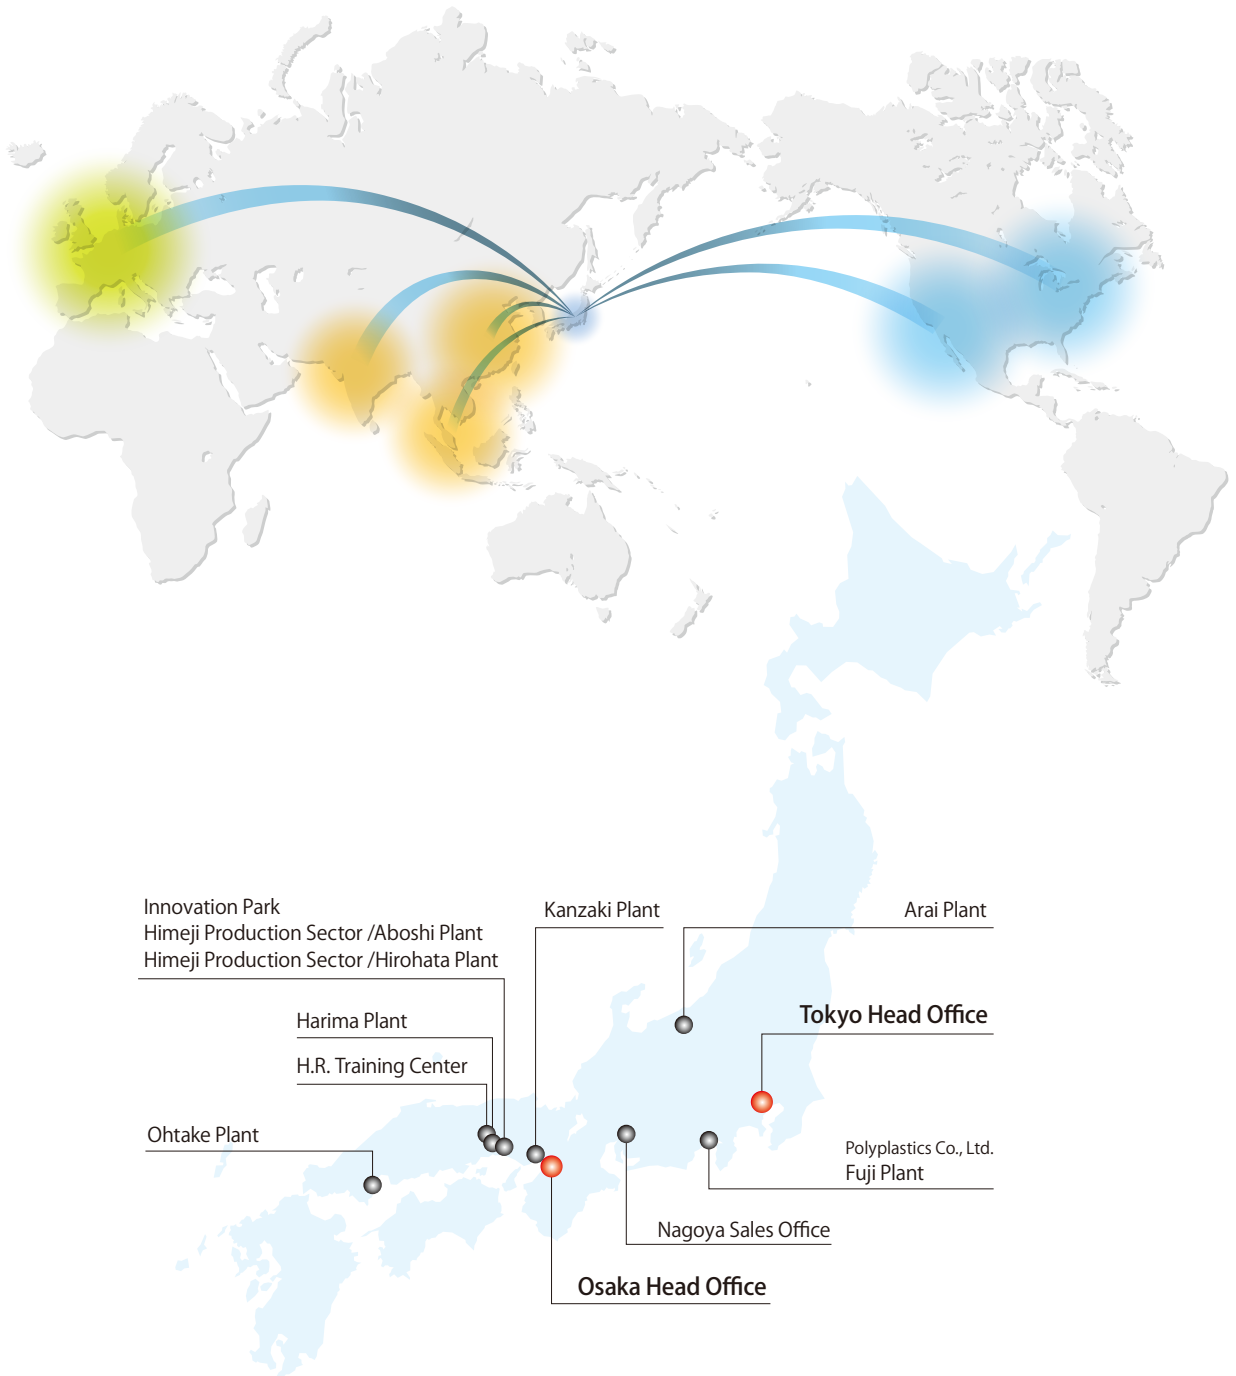 Innovation Park
Himeji Production Sector /Aboshi Plant
Himeji Production Sector /Hirohata Plant
Kanzaki Plant
Arai Plant
Harima Plant
Tokyo Head Office
H.R. Training Center
Ohtake Plant
Polyplastics Co., Ltd.
Fuji Plant
Nagoya Sales Office
Osaka Head Office